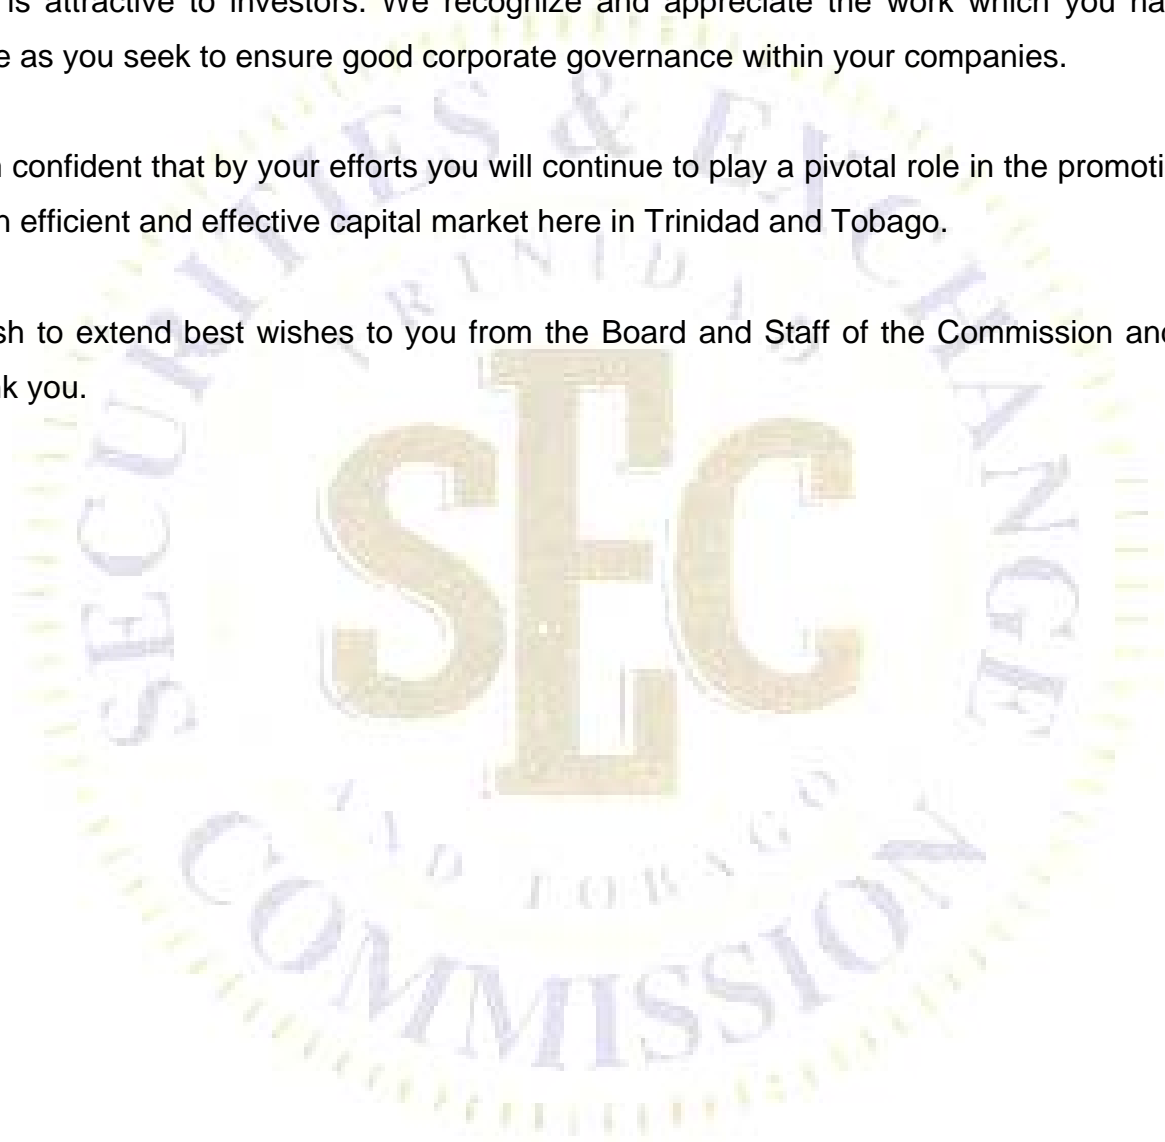 is attractive to investors. We recognize and appreciate the work which you ha
e as you seek to ensure good corporate governance within your companies.
confident that by your efforts you will continue to play a pivotal role in the promoti
n efficient and effective capital market here in Trinidad and Tobago.
sh to extend best wishes to you from the Board and Staff of the Commission and
nk you.
SECURITIES & EXCHANGE
TRINIDAD
SEC
AND TOBAGO
COMMISSION